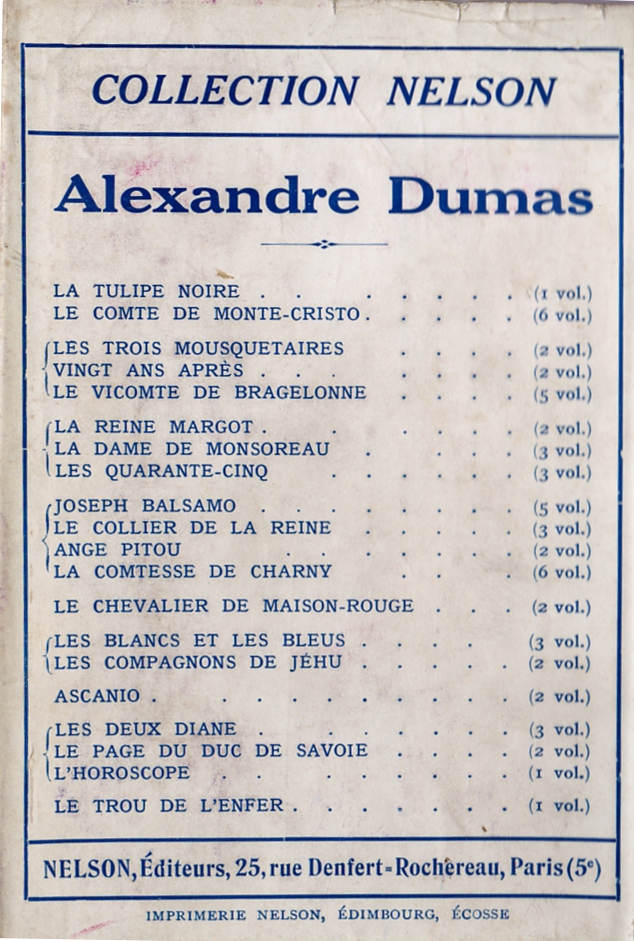 COLLECTION NELSON
Alexandre Dumas
LA TULIPE NOIRE . . . . . . . (1 vol.)
LE COMTE DE MONTE-CRISTO . . . . . (6 vol.)
LES TROIS MOUSQUETAIRES . . . . (2 vol.)
VINGT ANS APRÈS . . . . . . . (2 vol.)
LE VICOMTE DE BRAGELONNE . . . . (5 vol.)
LA REINE MARGOT . . . . . . (2 vol.)
LA DAME DE MONSOREAU . . . . . (3 vol.)
LES QUARANTE-CINQ . . . . . . (3 vol.)
JOSEPH BALSAMO . . . . . . . (5 vol.)
LE COLLIER DE LA REINE . . . . . (3 vol.)
ANGE PITOU . . . . . . (2 vol.)
LA COMTESSE DE CHARNY . . . (6 vol.)
LE CHEVALIER DE MAISON-ROUGE . . . (2 vol.)
LES BLANCS ET LES BLEUS . . . . (3 vol.)
LES COMPAGNONS DE JÉHU . . . . . (2 vol.)
ASCANIO . . . . . . . . . (2 vol.)
LES DEUX DIANE . . . . . . . (3 vol.)
LE PAGE DU DUC DE SAVOIE . . . . (2 vol.)
L'HOROSCOPE . . . . . . . (1 vol.)
LE TROU DE L'ENFER . . . . . . . (1 vol.)
NELSON, Éditeurs, 25, rue Denfert-Rochereau, Paris (5e)
IMPRIMERIE NELSON, ÉDIMBOURG, ÉCOSSE